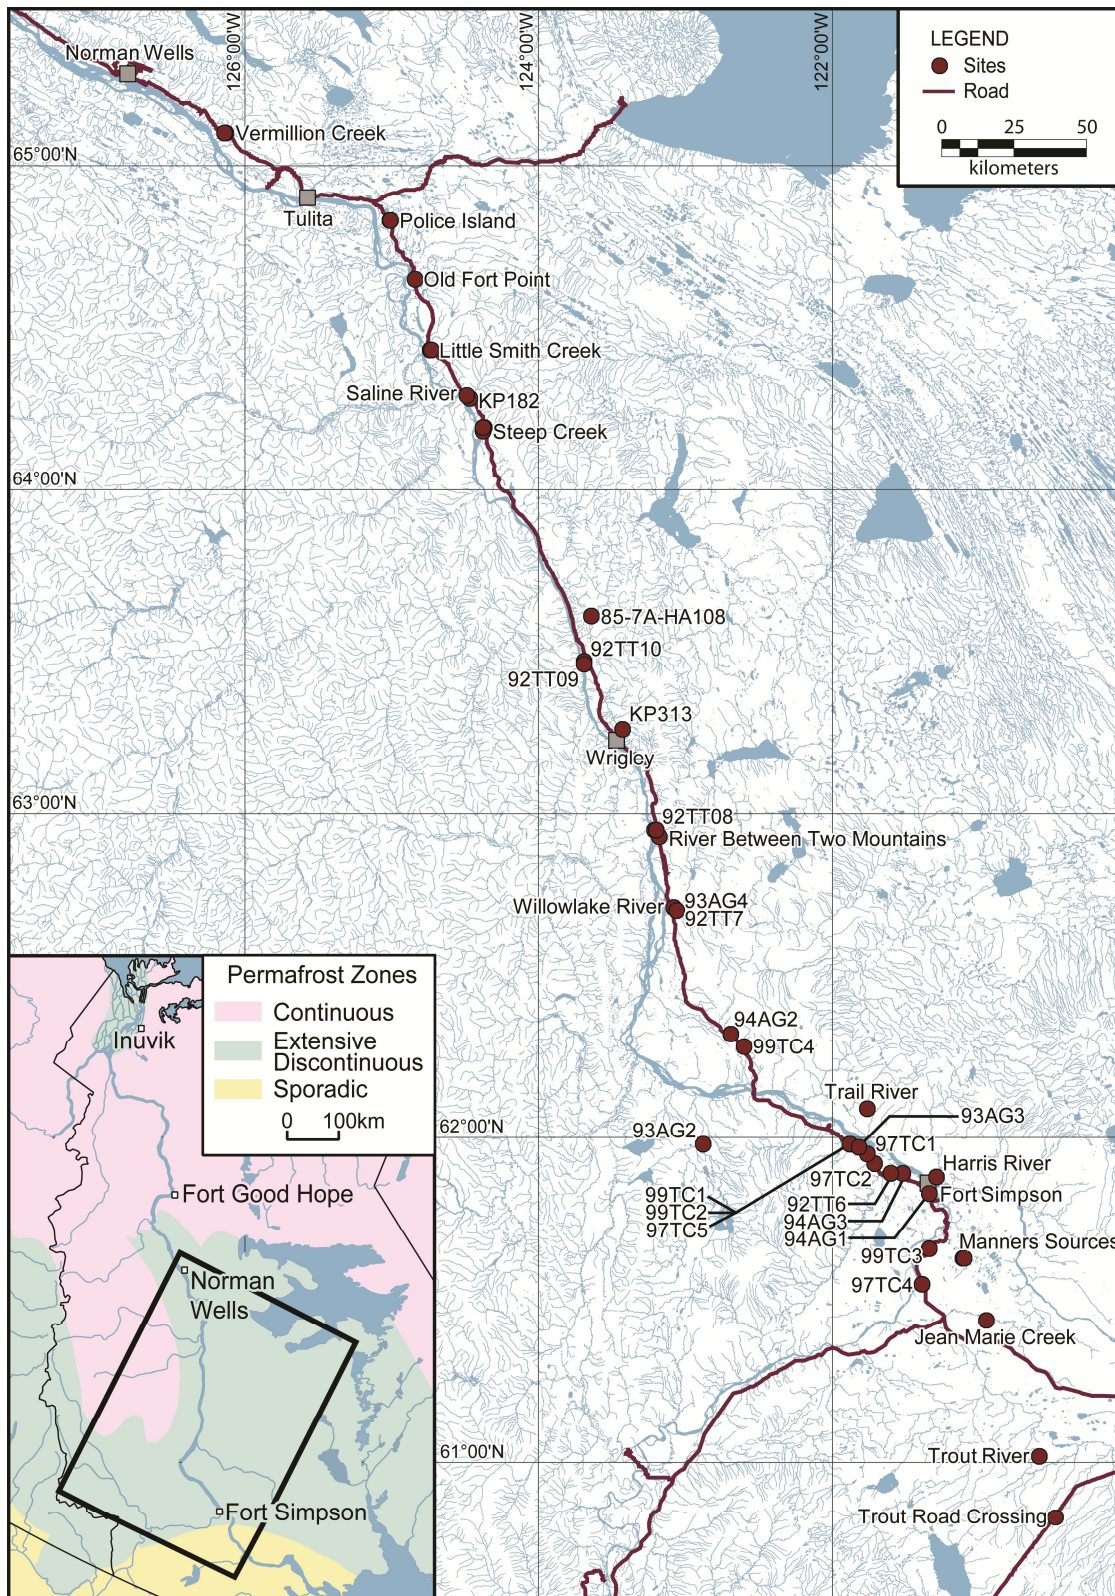 126°00'W
124°00'W
122°00'W
LEGEND
Sites
Road
0 25 50
kilometers
Norman Wells
Vermillion Creek
65°00'N
Tulita
Police Island
Old Fort Point
Little Smith Creek
Saline River
KP182
Steep Creek
64°00'N
85-7A-HA108
92TT10
92TT09
KP313
Wrigley
63°00'N
92TT08
River Between Two Mountains
Willowlake River
93AG4
92TT7
94AG2
99TC4
Trail River
93AG3
62°00'N
93AG2
97TC1
Harris River
97TC2
99TC1
99TC2
97TC5
92TT6
94AG3
94AG1
Fort Simpson
99TC3
Manners Sources
97TC4
Jean Marie Creek
61°00'N
Trout River
Trout Road Crossing
Permafrost Zones
Continuous
Extensive
Discontinuous
Sporadic
0 100km
Inuvik
Fort Good Hope
Norman
Wells
Fort Simpson